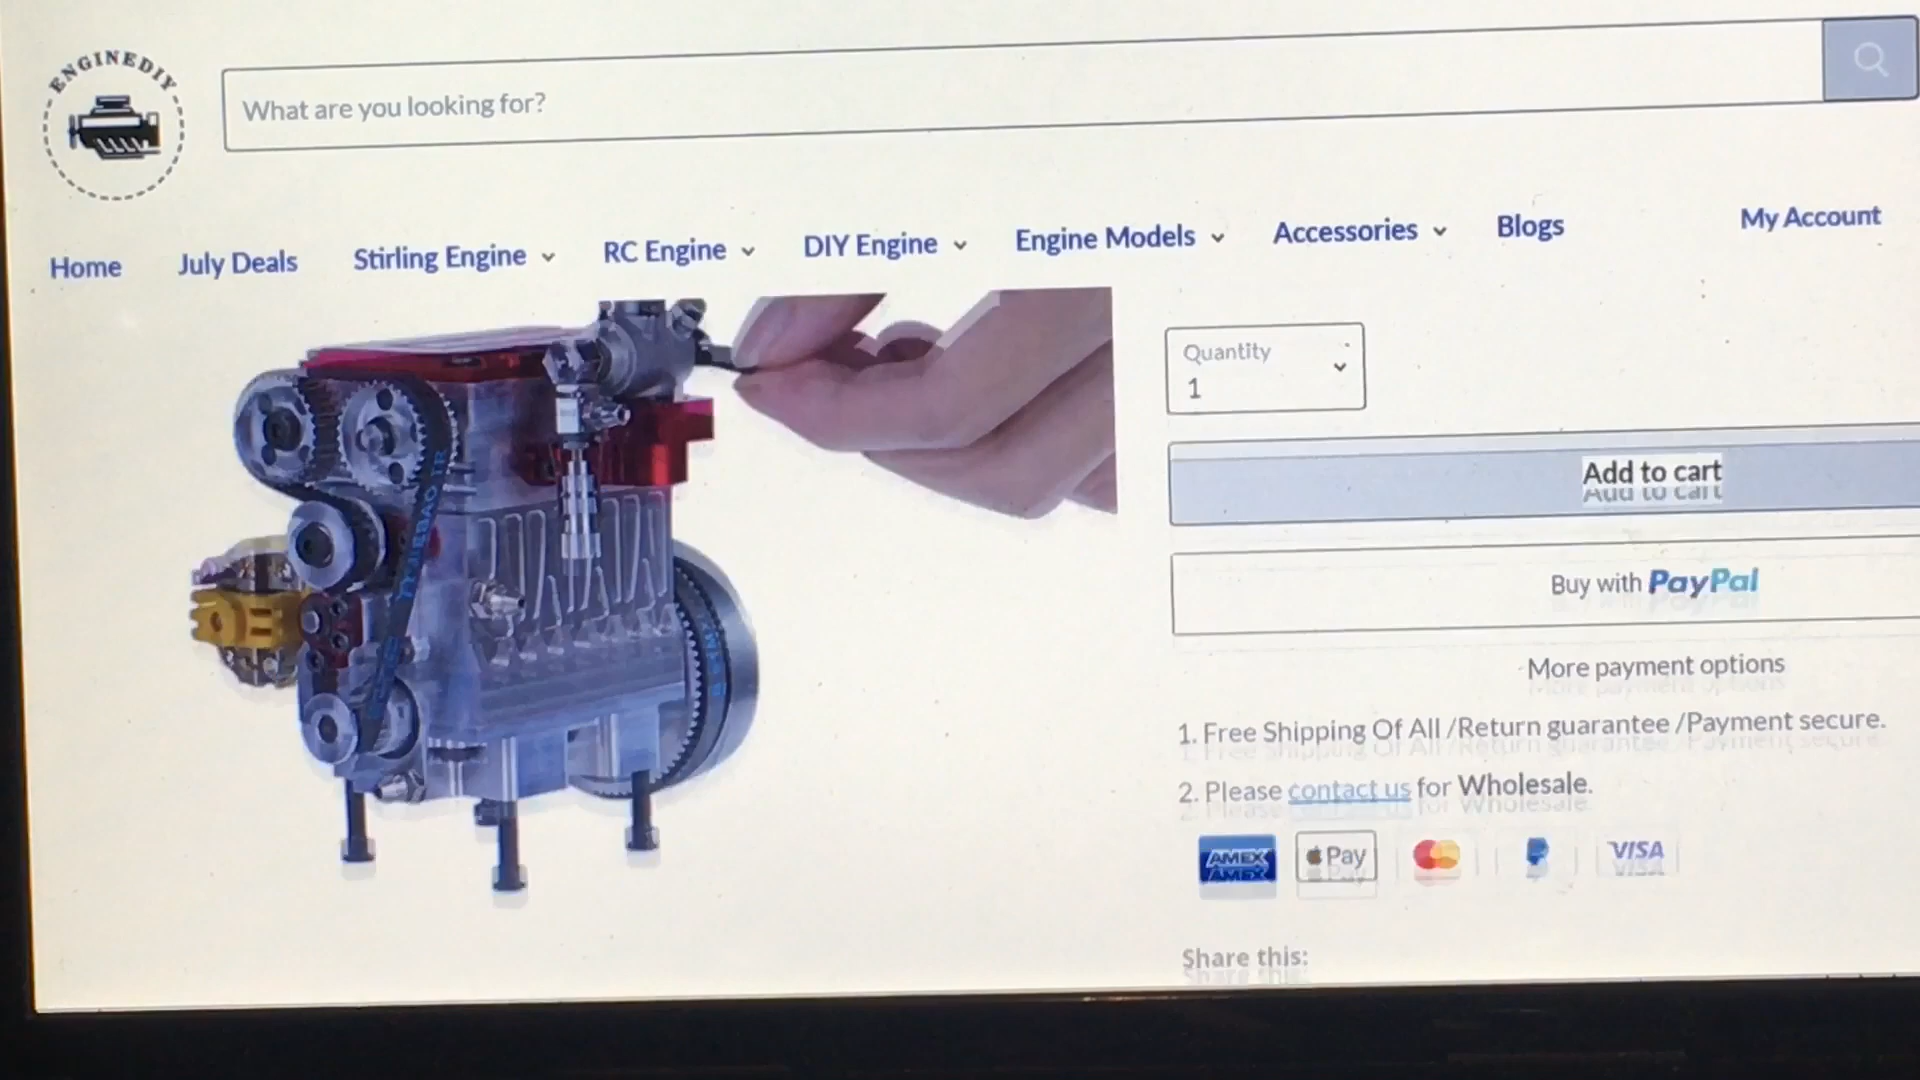 ENGINEDIY
What are you looking for?
Home July Deals Stirling Engine RC Engine DIY Engine Engine Models Accessories Blogs My Account
Quantity
1
Add to cart
Buy with PayPal
More payment options
1. Free Shipping Of All /Return guarantee /Payment secure.
2. Please contact us for Wholesale.
AMEX Pay VISA
Share this: